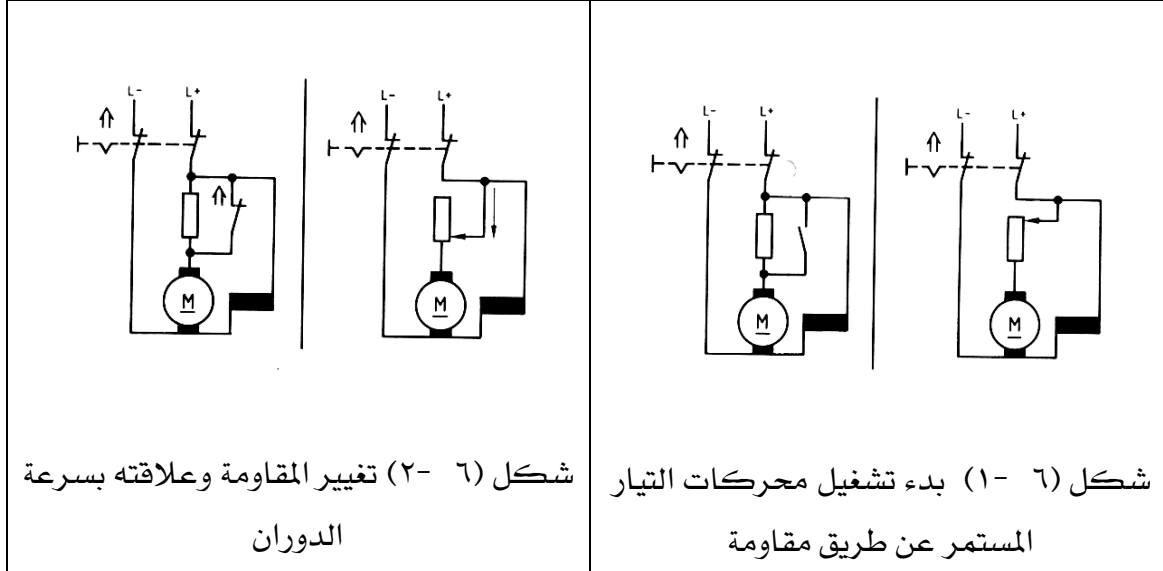 L- L+ L- L+
M M
شكل (٦ -١) بدء تشغيل محركات التيار
المستمر عن طريق مقاومة
L- L+ L- L+
M M
شكل (٦ -٢) تغيير المقاومة وعلاقته بسرعة
الدوران